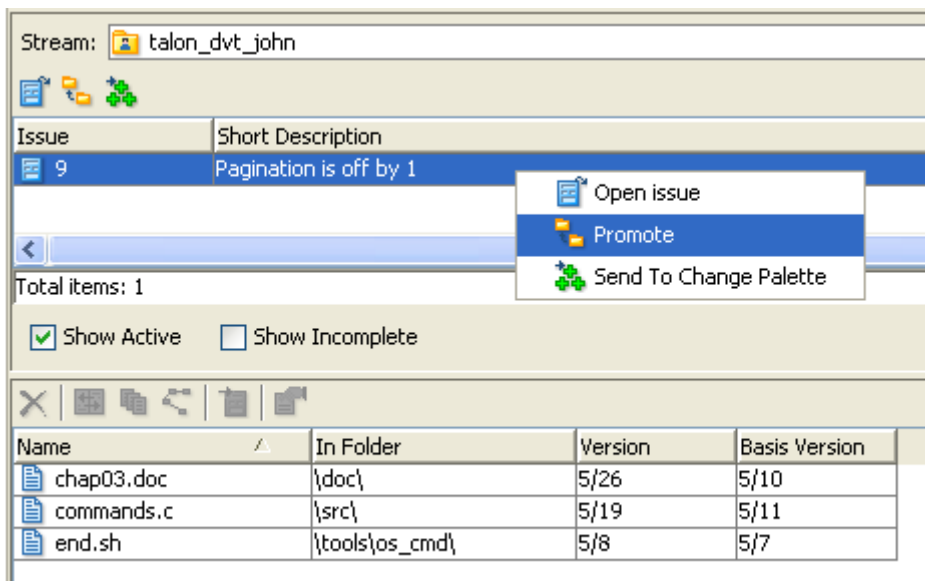 Stream: talon_dvt_john
Issue Short Description
9 Pagination is off by 1
Open issue
Promote
Send To Change Palette
Total items: 1
Show Active Show Incomplete
Name In Folder Version Basis Version
chap03.doc \doc\ 5/26 5/10
commands.c \src\ 5/19 5/11
end.sh \tools\os_cmd\ 5/8 5/7